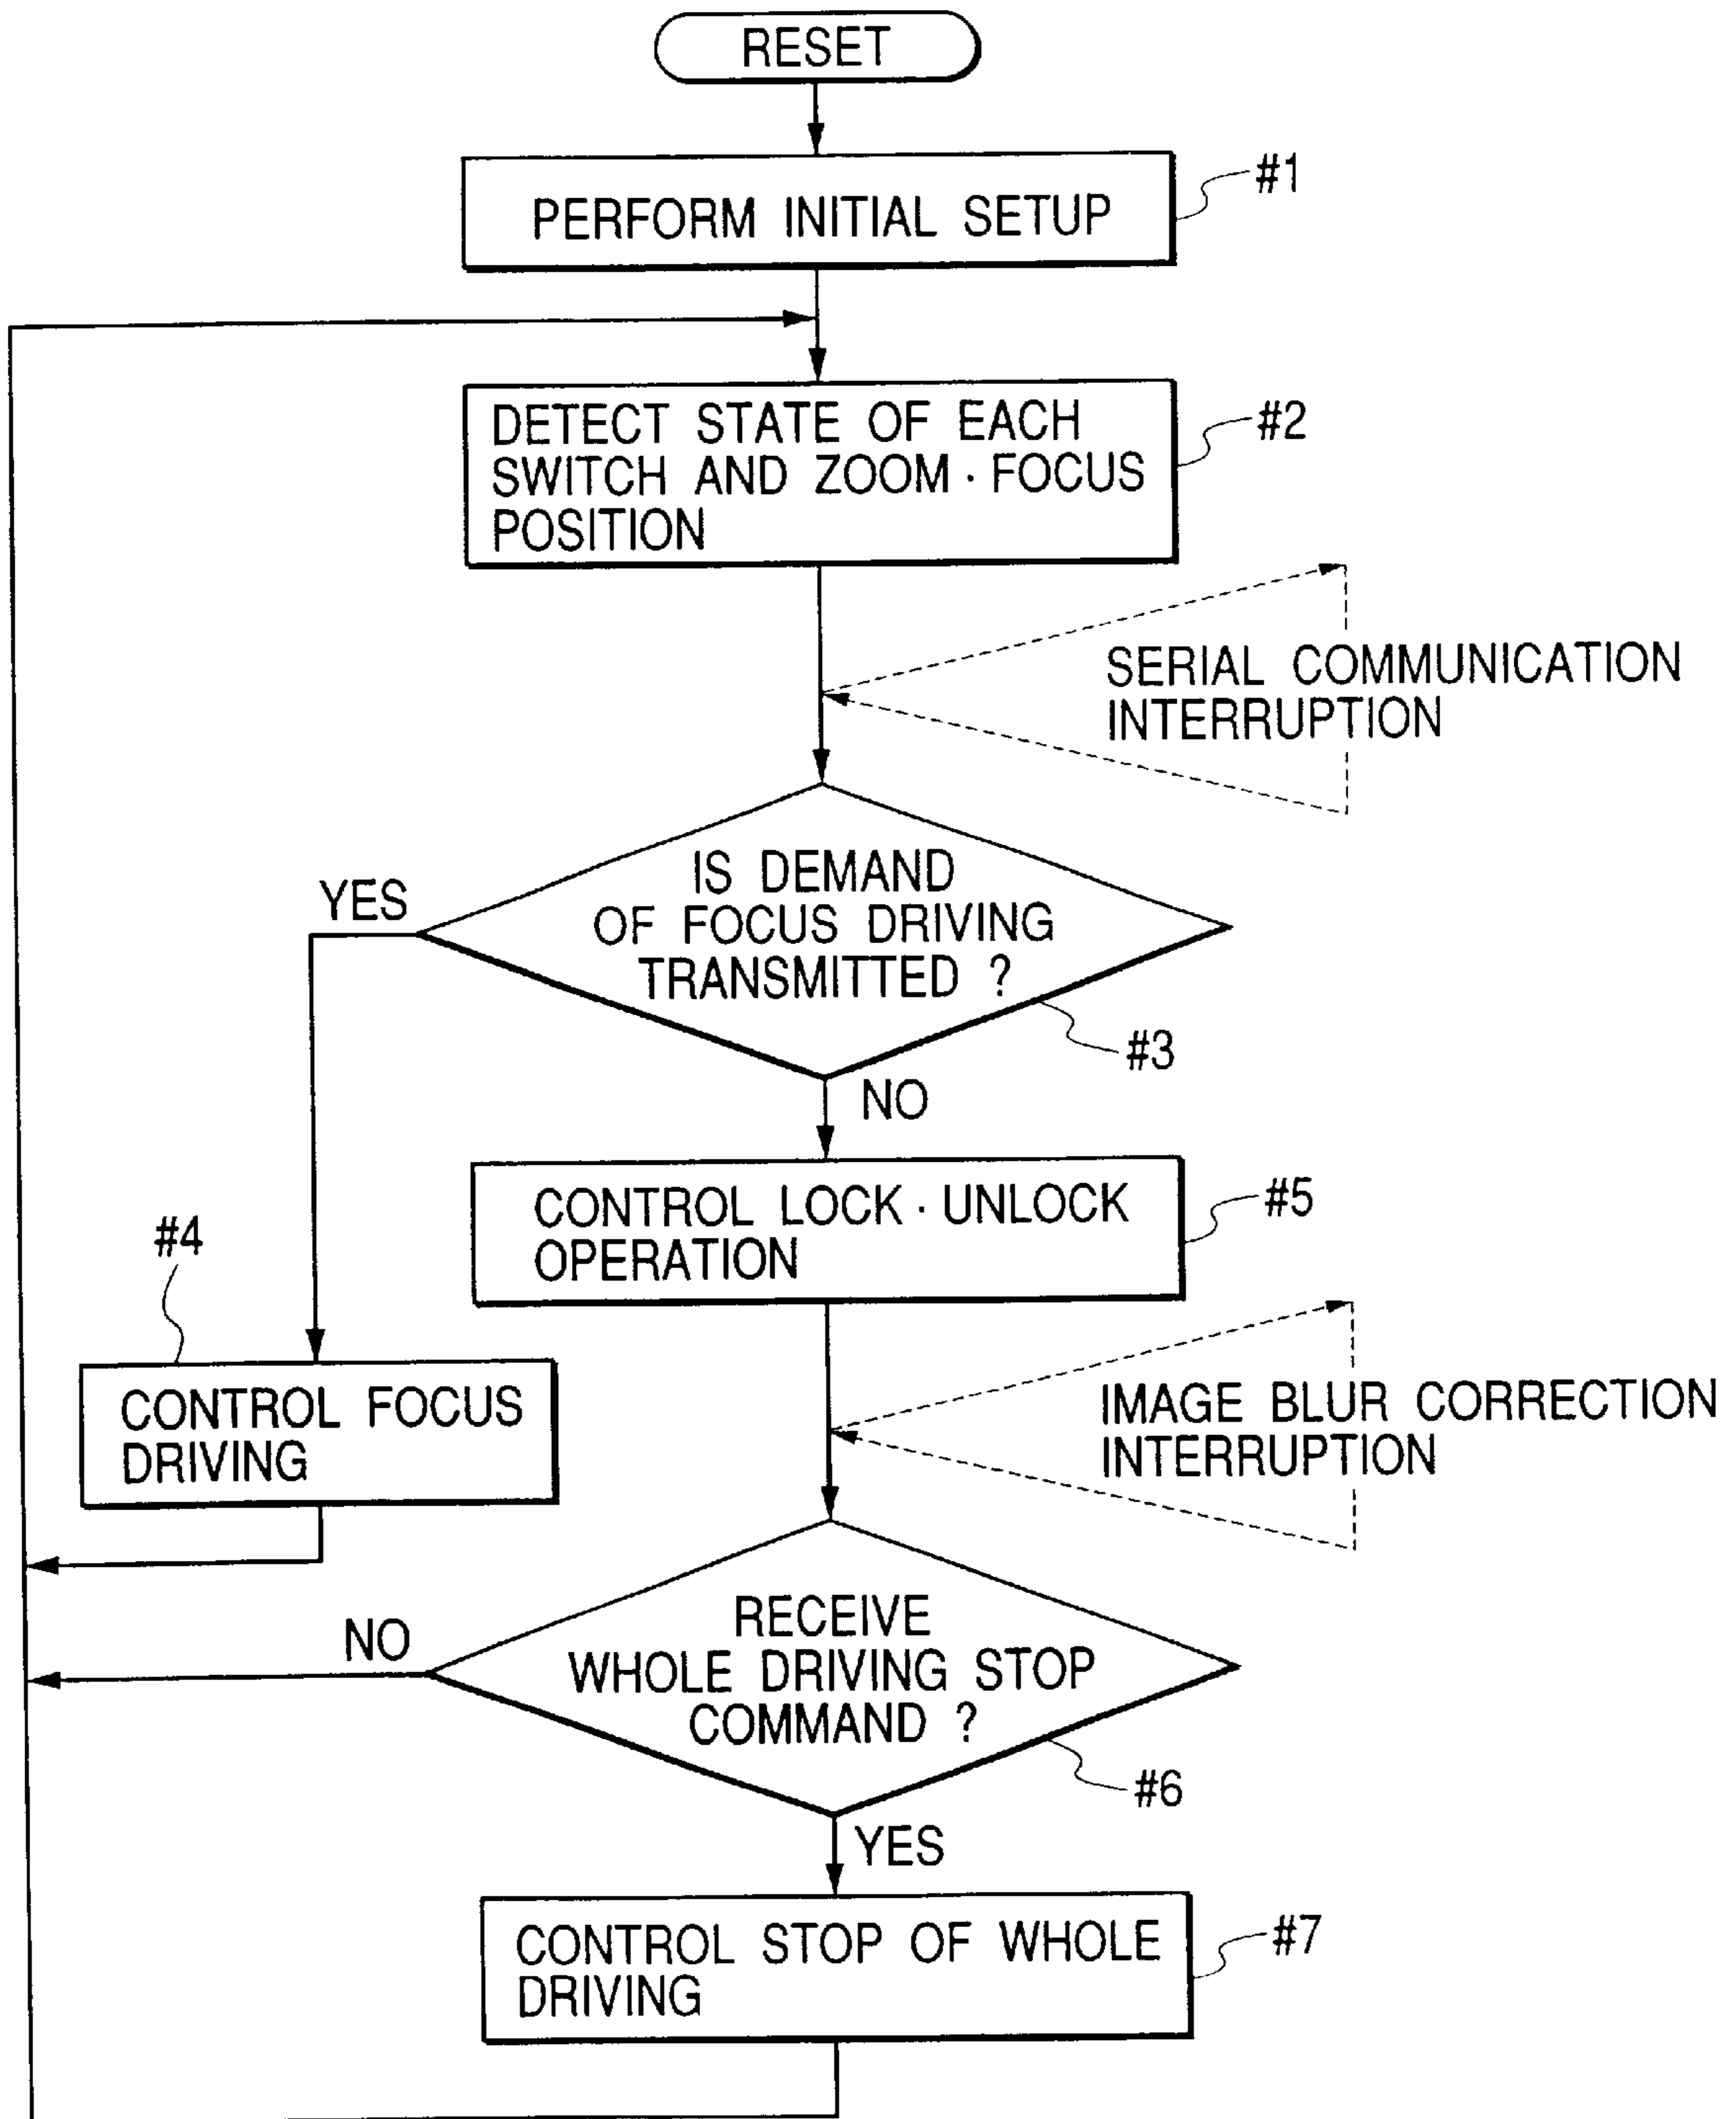 RESET
PERFORM INITIAL SETUP
#1
DETECT STATE OF EACH
SWITCH AND ZOOM · FOCUS
POSITION
#2
SERIAL COMMUNICATION
INTERRUPTION
IS DEMAND
OF FOCUS DRIVING
TRANSMITTED ?
YES
#3
NO
CONTROL LOCK · UNLOCK
OPERATION
#5
#4
CONTROL FOCUS
DRIVING
IMAGE BLUR CORRECTION
INTERRUPTION
RECEIVE
WHOLE DRIVING STOP
COMMAND ?
NO
#6
YES
CONTROL STOP OF WHOLE
DRIVING
#7